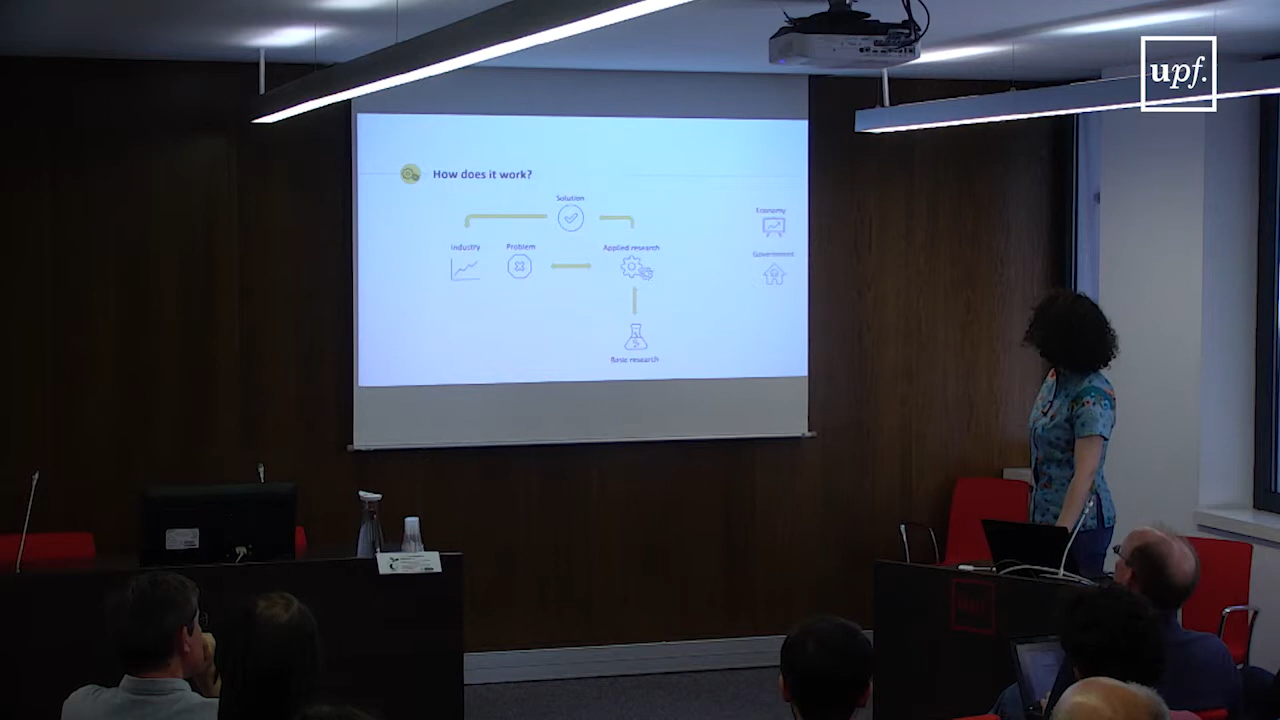 upf.
How does it work?
Solution
Economy
Industry
Problem
Applied research
Government
Basic research